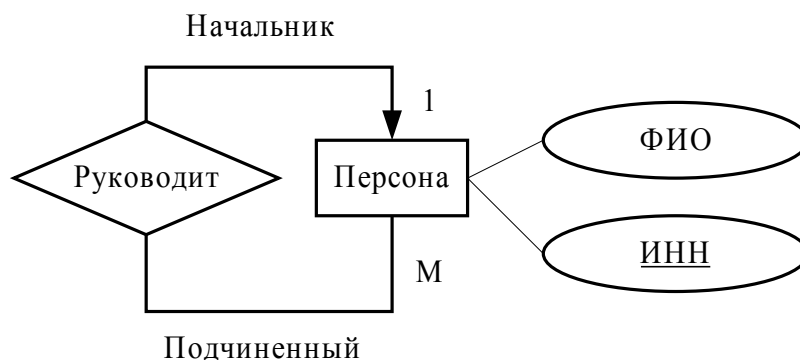 Начальник
1
ФИО
Руководит
Персона
ИНН
М
Подчиненный